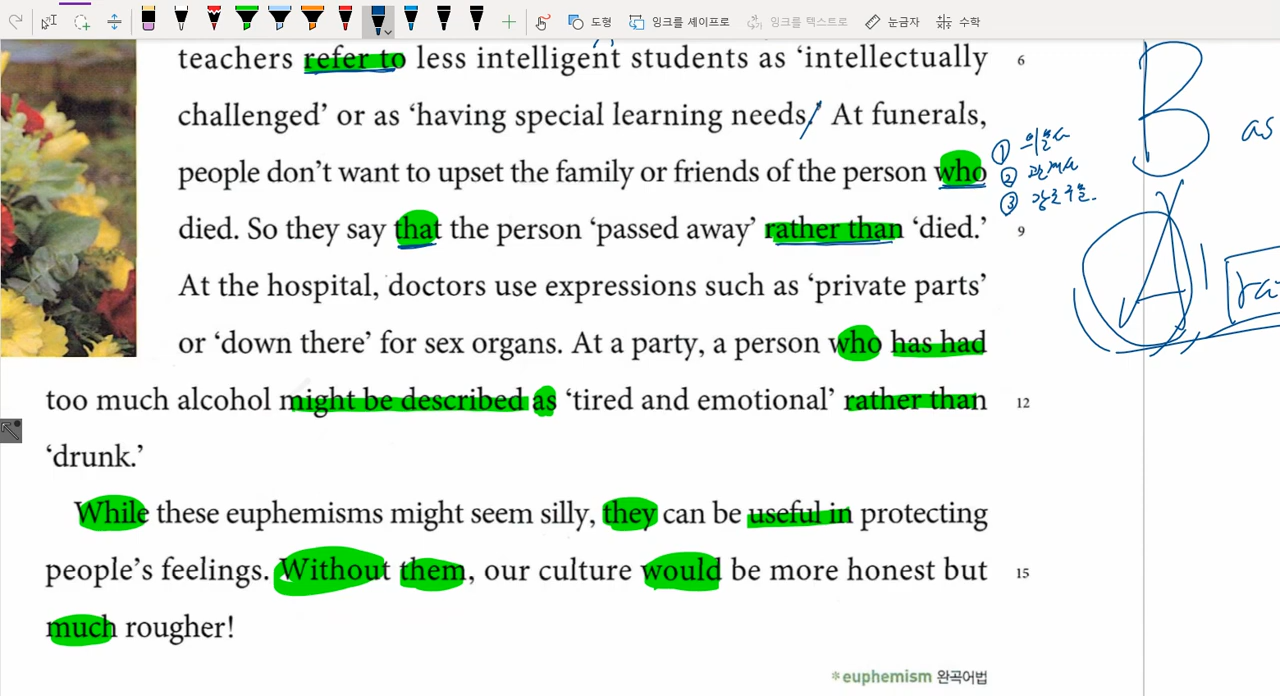 도형
잉크를 셰이프로
잉크를 텍스트로
눈금자
수학
teachers refer to less intelligent students as ‘intellectually
6
challenged’ or as ‘having special learning needs.’ At funerals,
people don’t want to upset the family or friends of the person who
died. So they say that the person ‘passed away’ rather than ‘died.’
9
At the hospital, doctors use expressions such as ‘private parts’
or ‘down there’ for sex organs. At a party, a person who has had
too much alcohol might be described as ‘tired and emotional’ rather than
12
‘drunk.’
While these euphemisms might seem silly, they can be useful in protecting
people’s feelings. Without them, our culture would be more honest but
15
much rougher!
*euphemism 완곡어법
B as
① 의문사
② 관계사
③ 강조구문.
A